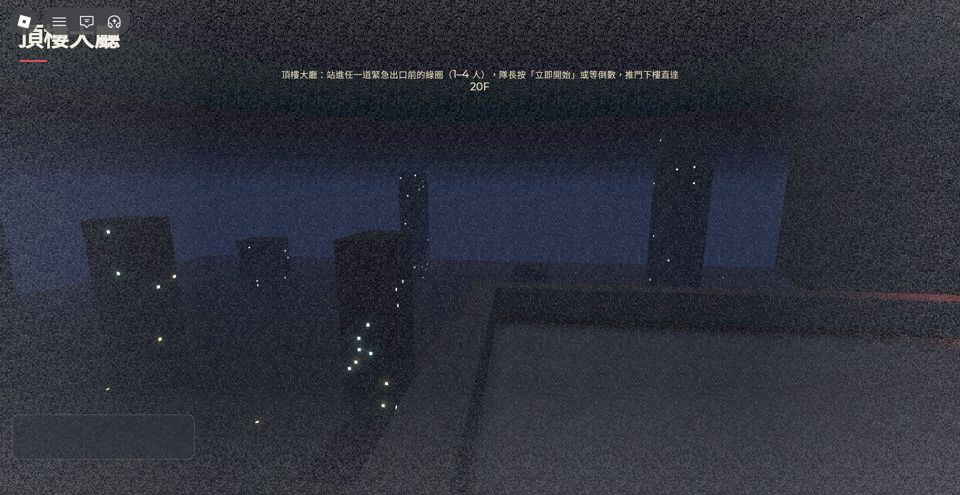 頂樓大廳
頂樓大廳：站進任一道緊急出口前的綠圈（1–4 人），隊長按「立即開始」或等倒數，推門下樓直達
20F